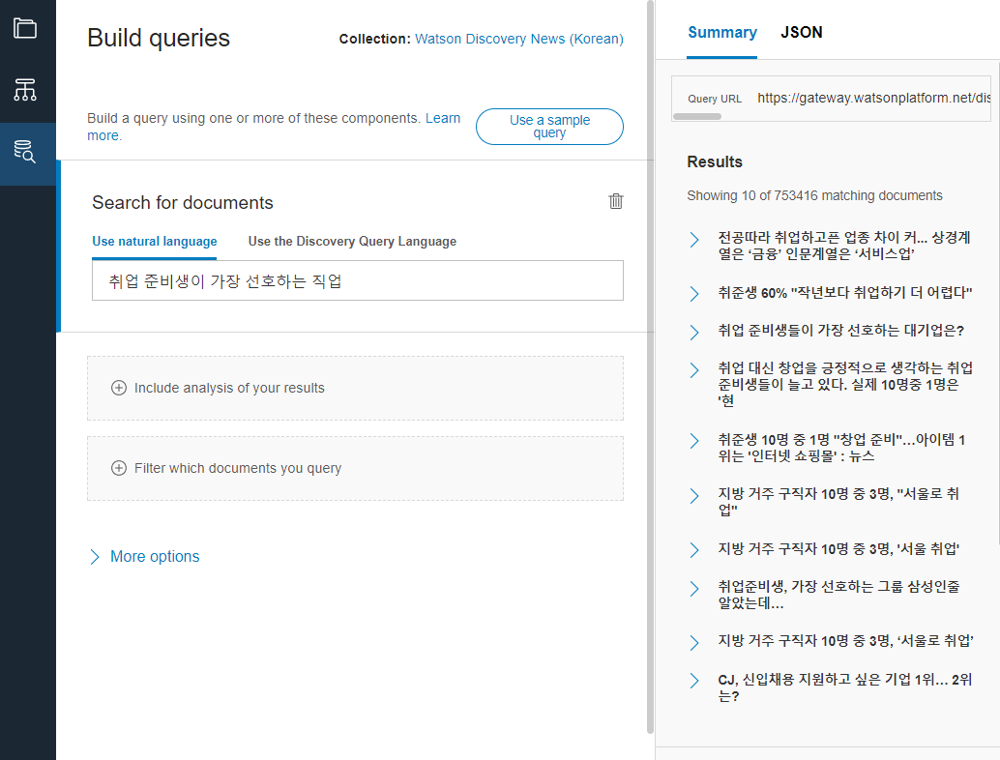 Build queries
Collection: Watson Discovery News (Korean)
Build a query using one or more of these components. Learn
more.
Use a sample
query
Search for documents
Use natural language
Use the Discovery Query Language
취업 준비생이 가장 선호하는 직업
Include analysis of your results
Filter which documents you query
More options
Summary
JSON
Query URL
https://gateway.watsonplatform.net/dis
Results
Showing 10 of 753416 matching documents
전공따라 취업하고픈 업종 차이 커... 상경계
열은 ‘금융’ 인문계열은 ‘서비스업’
취준생 60% "작년보다 취업하기 더 어렵다"
취업 준비생들이 가장 선호하는 대기업은?
취업 대신 창업을 긍정적으로 생각하는 취업
준비생들이 늘고 있다. 실제 10명중 1명은
'현
취준생 10명 중 1명 "창업 준비"…아이템 1
위는 '인터넷 쇼핑몰' : 뉴스
지방 거주 구직자 10명 중 3명, "서울로 취
업"
지방 거주 구직자 10명 중 3명, '서울 취업'
취업준비생, 가장 선호하는 그룹 삼성인줄
알았는데…
지방 거주 구직자 10명 중 3명, ‘서울로 취업’
CJ, 신입채용 지원하고 싶은 기업 1위… 2위
는?